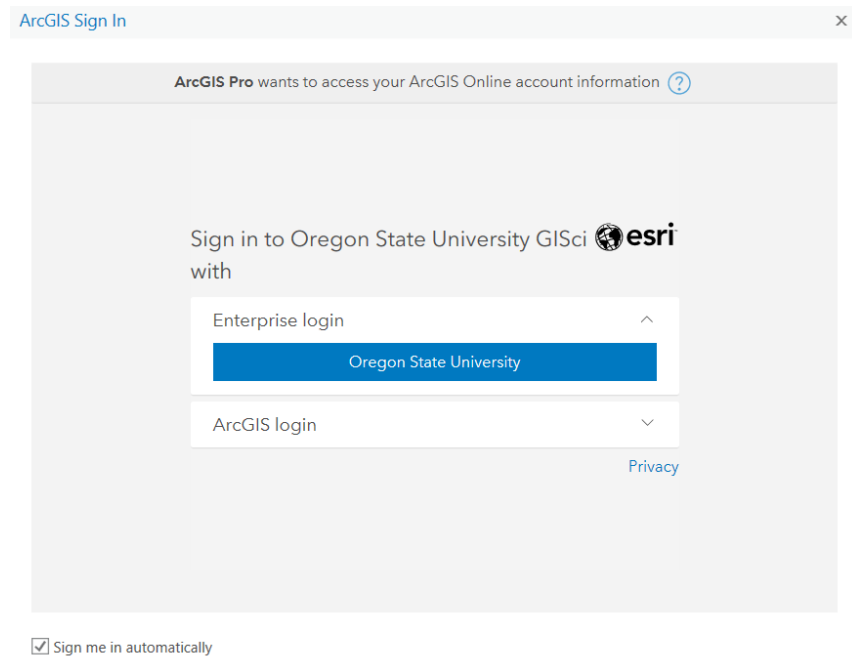 ArcGIS Sign In
ArcGIS Pro wants to access your ArcGIS Online account information ?
Sign in to Oregon State University GISci esri
with
Enterprise login
Oregon State University
ArcGIS login
Privacy
Sign me in automatically